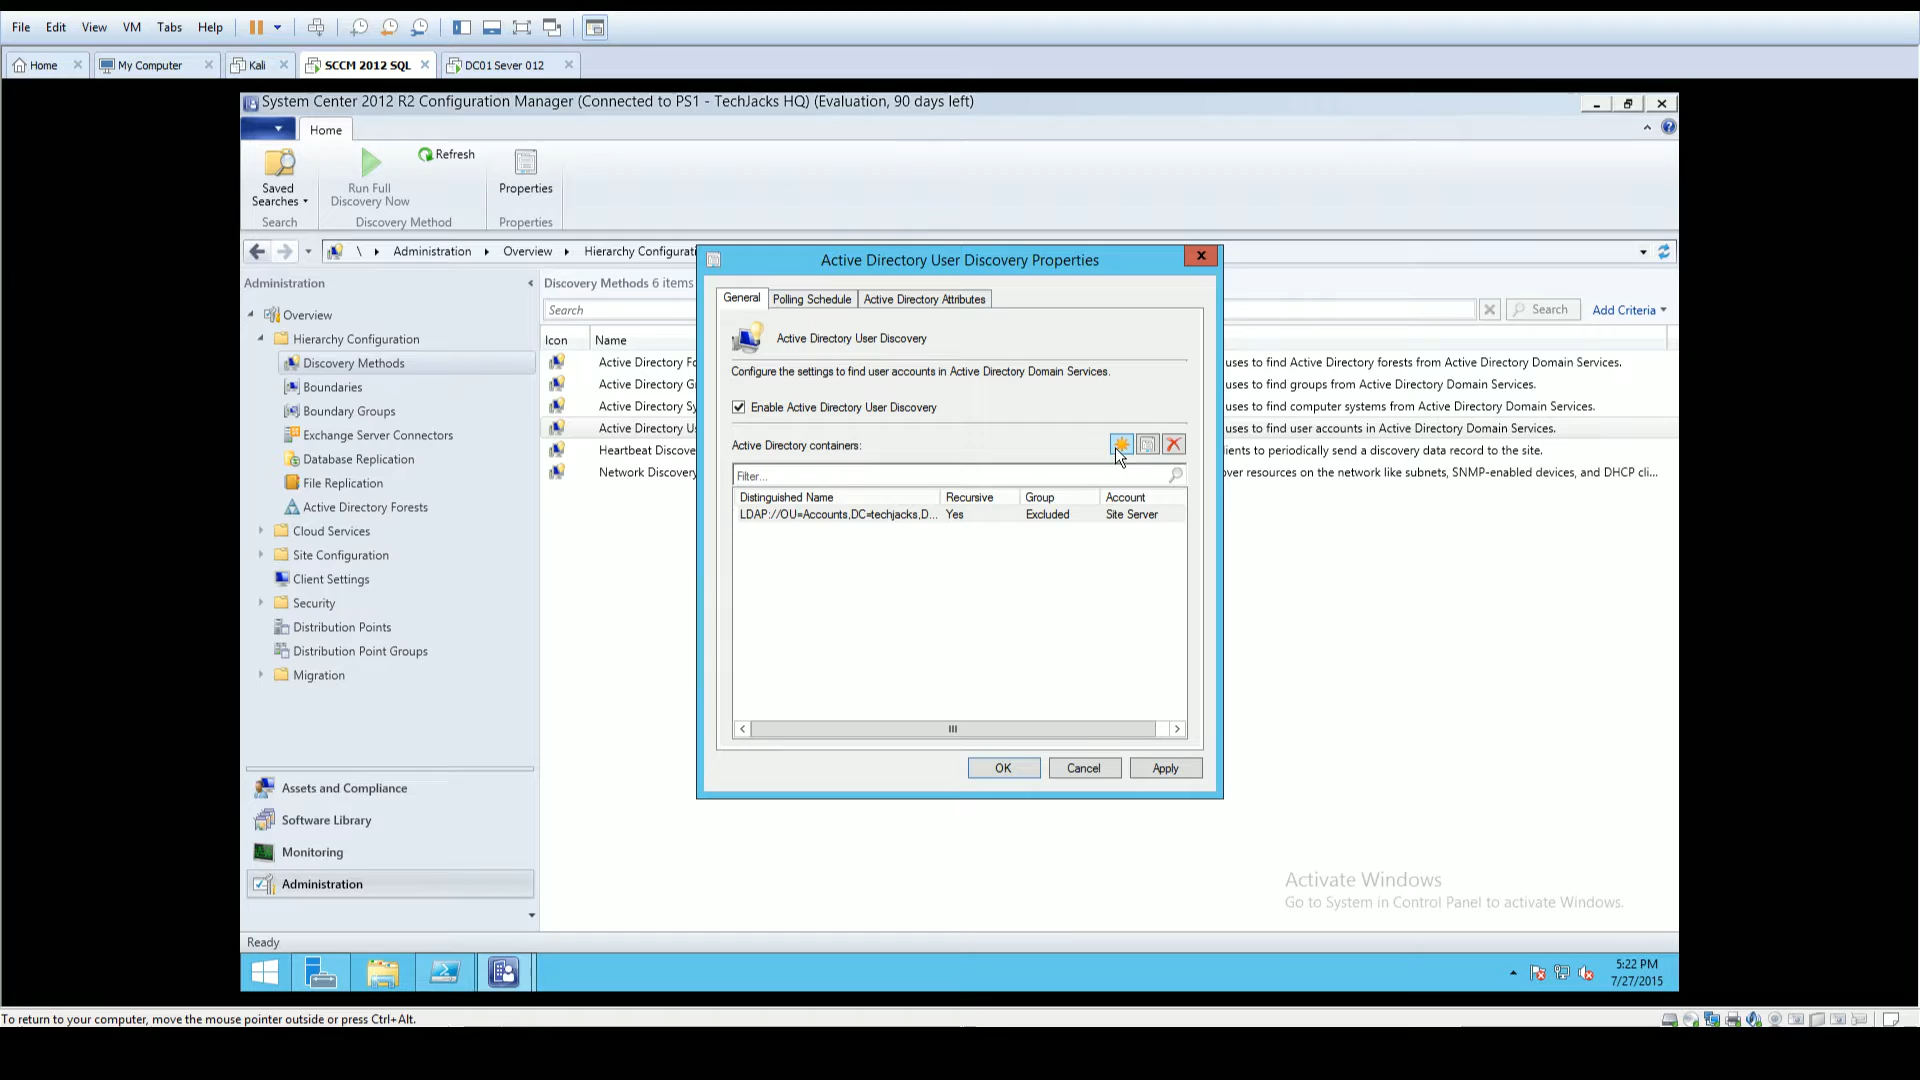 File Edit View VM Tabs Help
Home My Computer Kali SCCM 2012 SQL DC01 Sever 012
System Center 2012 R2 Configuration Manager (Connected to PS1 - TechJacks HQ) (Evaluation, 90 days left)
Home
Saved Searches
Run Full Discovery Now
Refresh
Properties
Search
Discovery Method
Properties
\ Administration Overview Hierarchy Configurati
Administration
Overview
Hierarchy Configuration
Discovery Methods
Boundaries
Boundary Groups
Exchange Server Connectors
Database Replication
File Replication
Active Directory Forests
Cloud Services
Site Configuration
Client Settings
Security
Distribution Points
Distribution Point Groups
Migration
Assets and Compliance
Software Library
Monitoring
Administration
Discovery Methods 6 items
Search
Search
Add Criteria
Icon Name
Active Directory Fo
uses to find Active Directory forests from Active Directory Domain Services.
Active Directory G
uses to find groups from Active Directory Domain Services.
Active Directory Sy
uses to find computer systems from Active Directory Domain Services.
Active Directory Us
uses to find user accounts in Active Directory Domain Services.
Heartbeat Discove
ients to periodically send a discovery data record to the site.
Network Discovery
over resources on the network like subnets, SNMP-enabled devices, and DHCP cli...
Active Directory User Discovery Properties
General Polling Schedule Active Directory Attributes
Active Directory User Discovery
Configure the settings to find user accounts in Active Directory Domain Services.
Enable Active Directory User Discovery
Active Directory containers:
Filter...
Distinguished Name Recursive Group Account
LDAP://OU=Accounts,DC=techjacks,D... Yes Excluded Site Server
OK Cancel Apply
Activate Windows
Go to System in Control Panel to activate Windows.
Ready
5:22 PM
7/27/2015
To return to your computer, move the mouse pointer outside or press Ctrl+Alt.